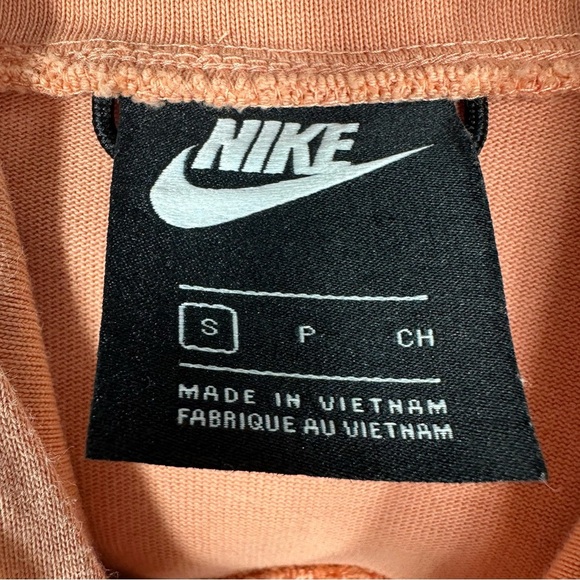 NIKE
S P CH
MADE IN VIETNAM
FABRIQUE AU VIETNAM